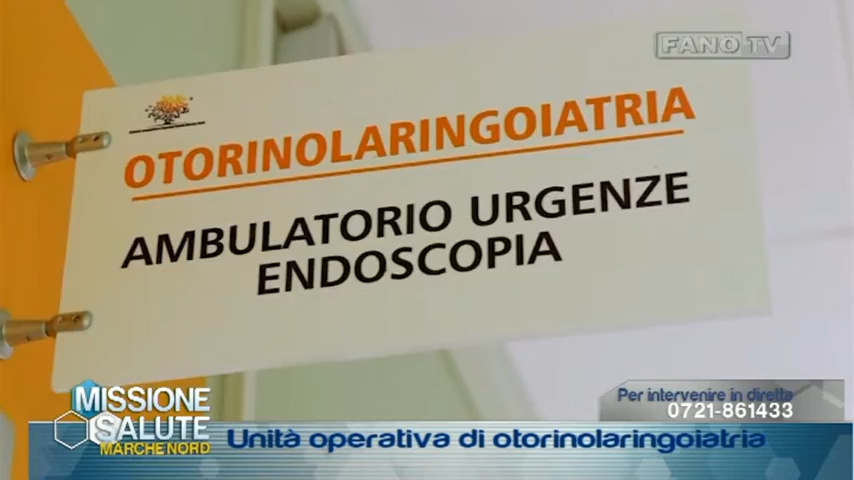 FANO TV
OTORINOLARINGOIATRIA
AMBULATORIO URGENZE
ENDOSCOPIA
MISSIONE
SALUTE
MARCHE NORD
Per intervenire in diretta
0721-861433
Unità operativa di otorinolaringoiatria